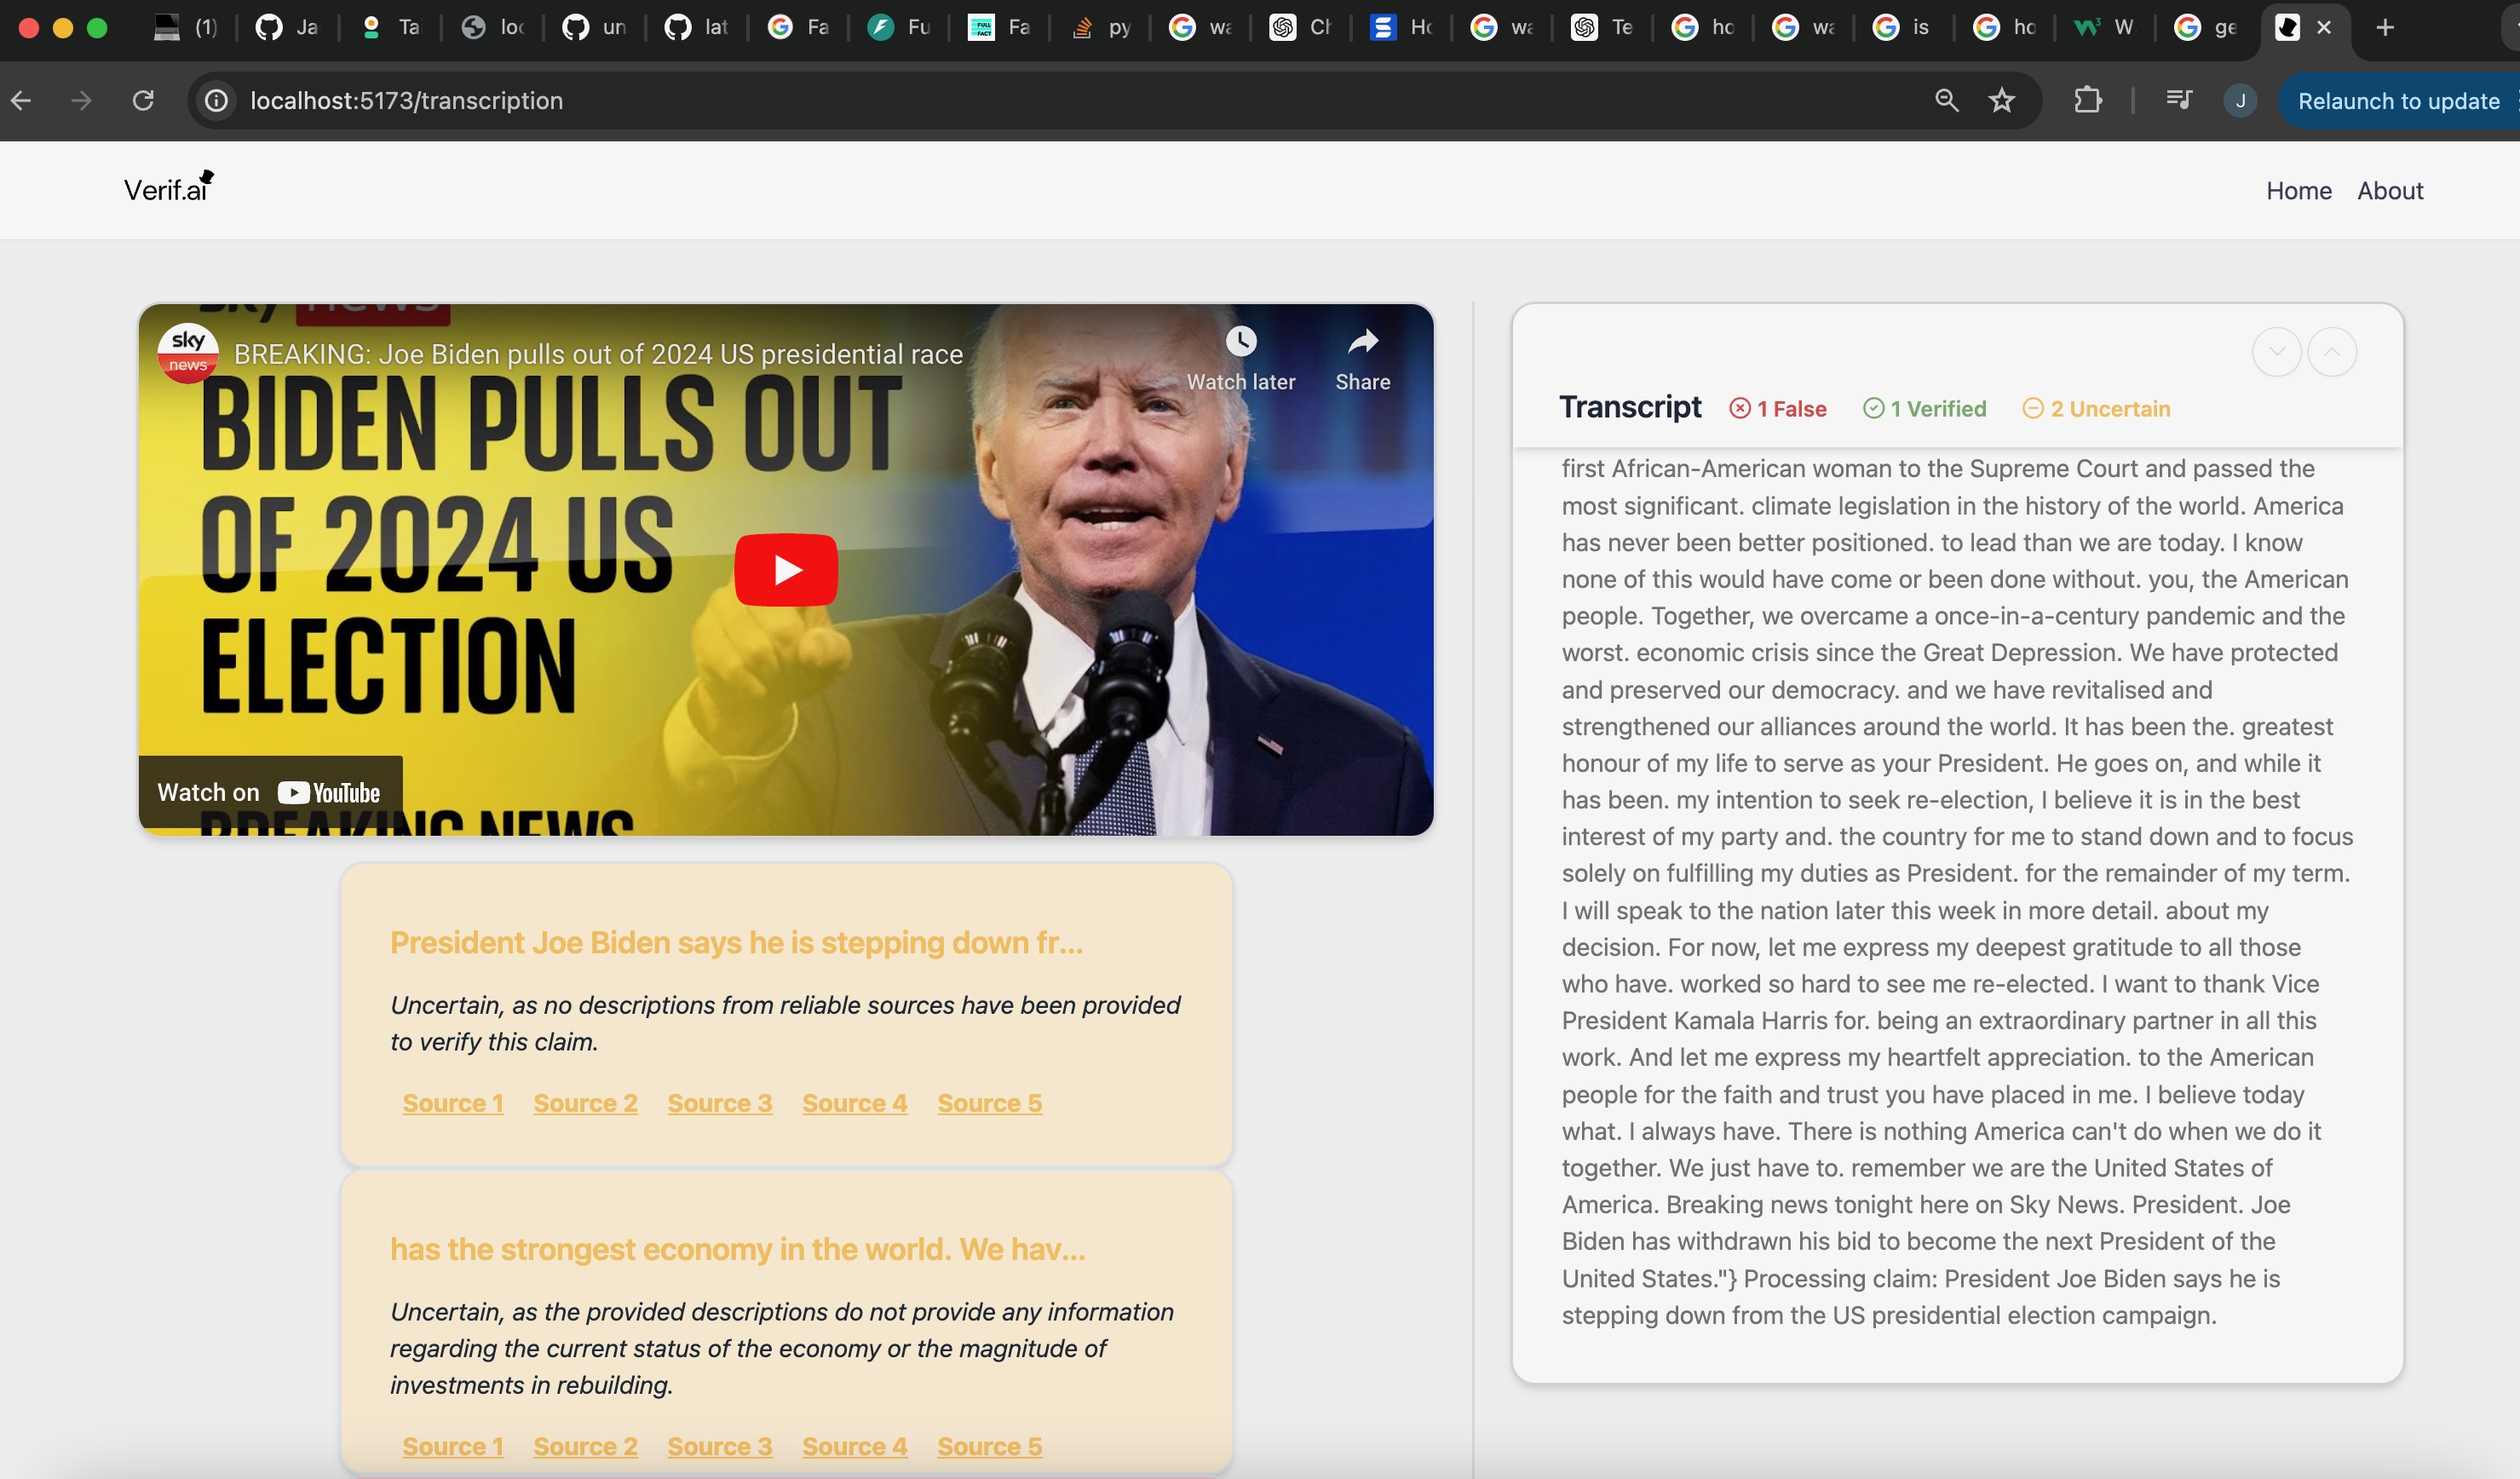 (1)
Ja
Ta
loc
un
lat
Fa
Fu
FULL FACT
Fa
py
wa
Ch
Ho
wa
Te
ho
wa
is
ho
W
ge
localhost:5173/transcription
J
Relaunch to update
Verif.ai
Home
About
sky news
sky news
BREAKING: Joe Biden pulls out of 2024 US presidential race
Watch later
Share
BIDEN PULLS OUT
OF 2024 US
ELECTION
Watch on YouTube
BREAKING NEWS
President Joe Biden says he is stepping down fr...
Uncertain, as no descriptions from reliable sources have been provided
to verify this claim.
Source 1 Source 2 Source 3 Source 4 Source 5
has the strongest economy in the world. We hav...
Uncertain, as the provided descriptions do not provide any information
regarding the current status of the economy or the magnitude of
investments in rebuilding.
Source 1 Source 2 Source 3 Source 4 Source 5
Transcript 1 False 1 Verified 2 Uncertain
first African-American woman to the Supreme Court and passed the
most significant. climate legislation in the history of the world. America
has never been better positioned. to lead than we are today. I know
none of this would have come or been done without. you, the American
people. Together, we overcame a once-in-a-century pandemic and the
worst. economic crisis since the Great Depression. We have protected
and preserved our democracy. and we have revitalised and
strengthened our alliances around the world. It has been the. greatest
honour of my life to serve as your President. He goes on, and while it
has been. my intention to seek re-election, I believe it is in the best
interest of my party and. the country for me to stand down and to focus
solely on fulfilling my duties as President. for the remainder of my term.
I will speak to the nation later this week in more detail. about my
decision. For now, let me express my deepest gratitude to all those
who have. worked so hard to see me re-elected. I want to thank Vice
President Kamala Harris for. being an extraordinary partner in all this
work. And let me express my heartfelt appreciation. to the American
people for the faith and trust you have placed in me. I believe today
what. I always have. There is nothing America can't do when we do it
together. We just have to. remember we are the United States of
America. Breaking news tonight here on Sky News. President. Joe
Biden has withdrawn his bid to become the next President of the
United States."} Processing claim: President Joe Biden says he is
stepping down from the US presidential election campaign.